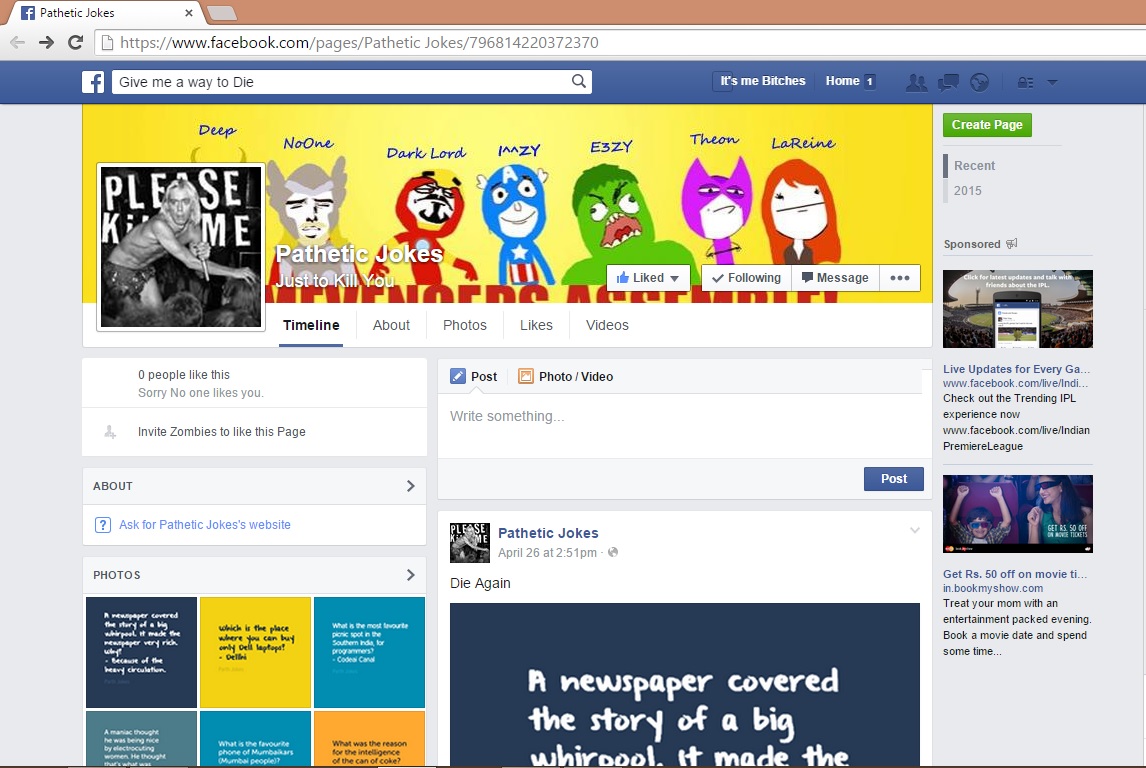 Pathetic Jokes
https://www.facebook.com/pages/Pathetic Jokes/796814220372370
Give me a way to Die
It's me Bitches
Home 1
Deep
NoOne
Dark Lord
I^^ZY
E3ZY
Theon
LaReine
PLEASE
KiLL ME
Pathetic Jokes
Just to Kill You
Liked
Following
Message
Timeline
About
Photos
Likes
Videos
0 people like this
Sorry No one likes you.
Invite Zombies to like this Page
ABOUT
? Ask for Pathetic Jokes's website
PHOTOS
A newspaper covered
the story of a big
whirpool. it made the
newspaper very rich.
Why?
- Because of the
heavy circulation.
Which is the place
where you can buy
only Dell laptops?
- Dellhi
What is the most favourite
picnic spot in the
Southern India, for
programmers?
- Codeai Canal
A maniac thought
he was being nice
by electrocuting
women. He thought
that's what was
What is the favourite
phone of Mumbaikars
(Mumbai people)?
What was the reason
for the intelligence
of the can of coke?
Post
Photo / Video
Write something...
Post
PLEASE
Pathetic Jokes
April 26 at 2:51pm ·
Die Again
A newspaper covered
the story of a big
whirpool. it made the
Create Page
Recent
2015
Sponsored
Click for latest updates and talk with
friends about the IPL.
Live Updates for Every Ga...
www.facebook.com/live/Indi...
Check out the Trending IPL
experience now
www.facebook.com/live/Indian
PremiereLeague
GET RS. 50 OFF
ON MOVIE TICKETS
Get Rs. 50 off on movie ti...
in.bookmyshow.com
Treat your mom with an
entertainment packed evening.
Book a movie date and spend
some time...